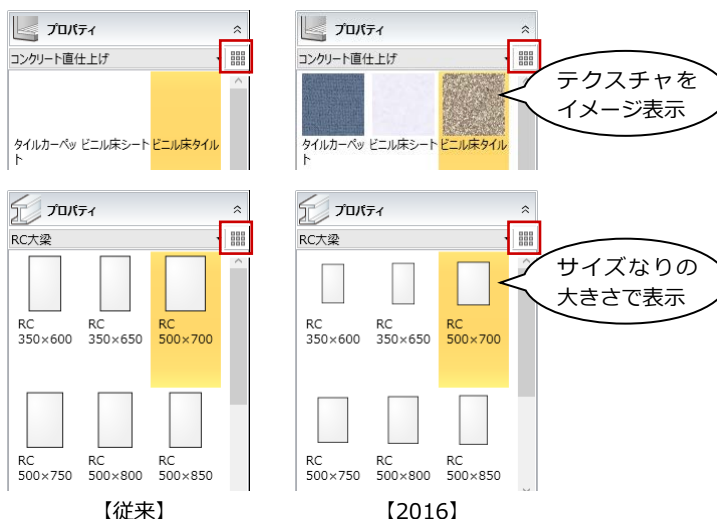 プロパティ
コンクリート直仕上げ
タイルカーペッ ビニル床シート ビニル床タイル
ト
プロパティ
コンクリート直仕上げ
タイルカーペッ ビニル床シート ビニル床タイル
ト
テクスチャを
イメージ表示
プロパティ
RC大梁
RC RC RC
350×600 350×650 500×700
RC RC RC
500×750 500×800 500×850
【従来】
プロパティ
RC大梁
RC RC RC
350×600 350×650 500×700
RC RC RC
500×750 500×800 500×850
【2016】
サイズなりの
大きさで表示